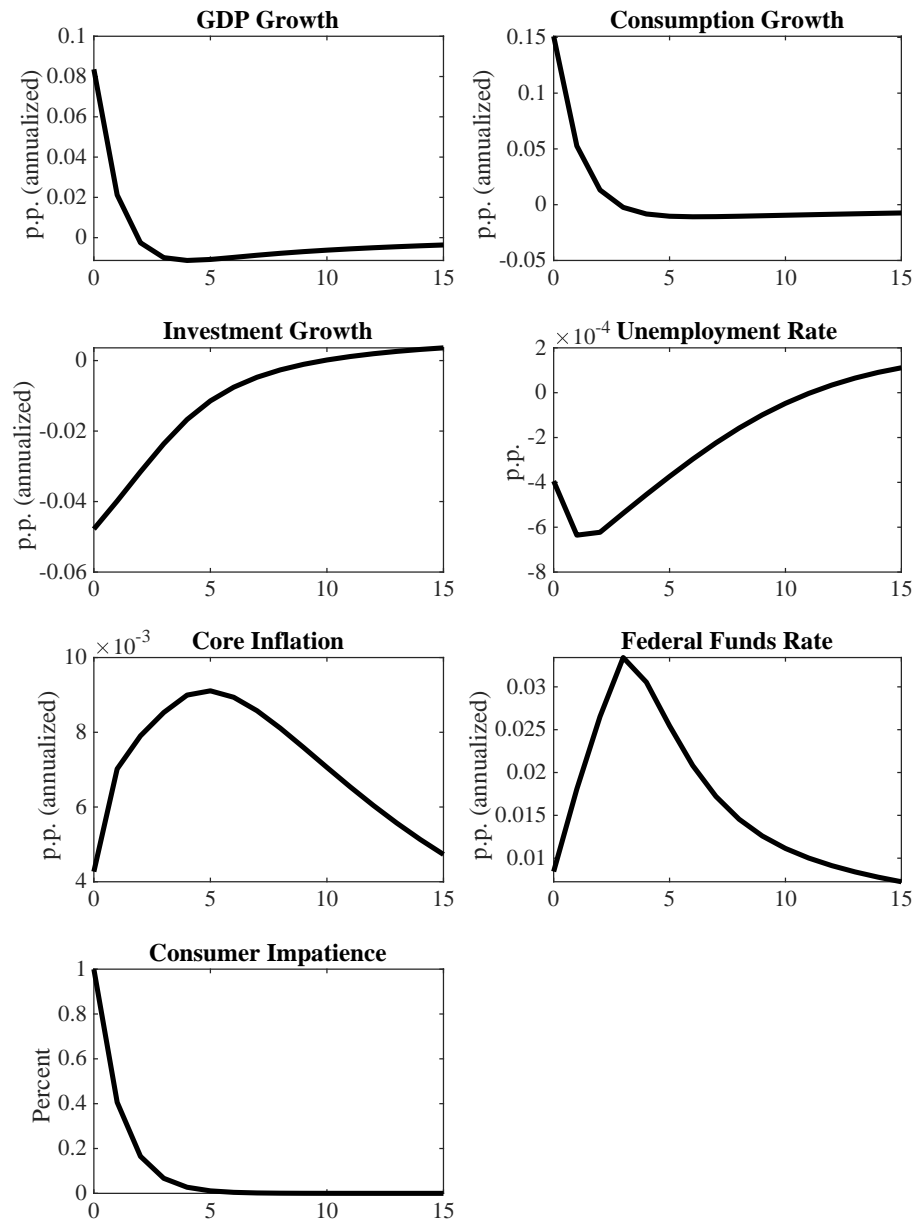 GDP Growth
p.p. (annualized)
0.1
0.08
0.06
0.04
0.02
0
0 5 10 15
Consumption Growth
p.p. (annualized)
0.15
0.1
0.05
0
-0.05
0 5 10 15
Investment Growth
p.p. (annualized)
0
-0.02
-0.04
-0.06
0 5 10 15
×10-4 Unemployment Rate
p.p.
2
0
-2
-4
-6
-8
0 5 10 15
×10-3 Core Inflation
p.p. (annualized)
10
8
6
4
0 5 10 15
Federal Funds Rate
p.p. (annualized)
0.03
0.025
0.02
0.015
0.01
0 5 10 15
Consumer Impatience
Percent
1
0.8
0.6
0.4
0.2
0
0 5 10 15